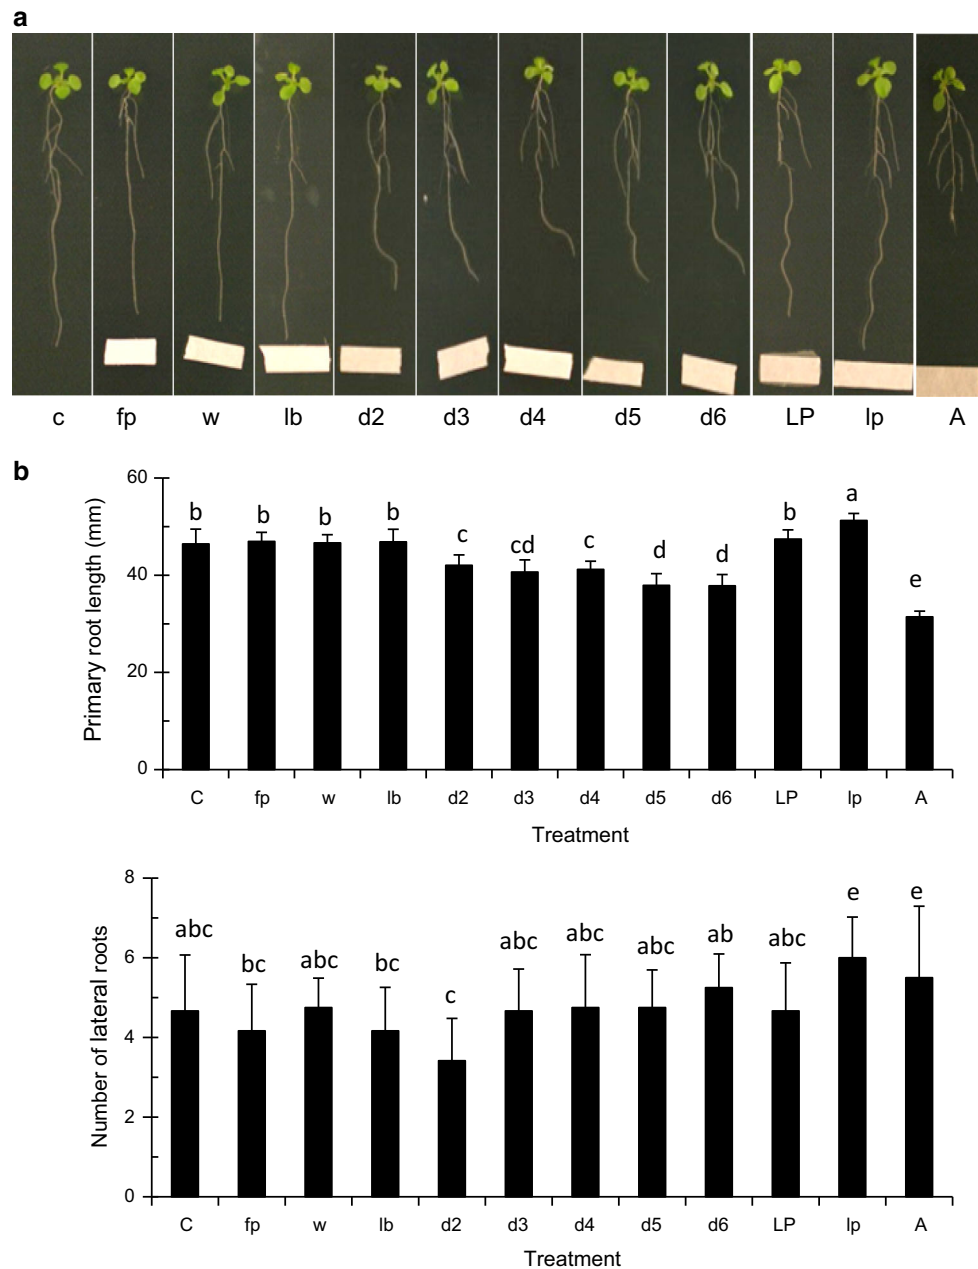 a
c fp w lb d2 d3 d4 d5 d6 LP lp A
b
Primary root length (mm)
60
40
20
0
b b b b c cd c d d b a e
C fp w lb d2 d3 d4 d5 d6 LP lp A
Treatment
Number of lateral roots
8
6
4
2
0
abc bc abc bc c abc abc abc ab abc e e
C fp w lb d2 d3 d4 d5 d6 LP lp A
Treatment